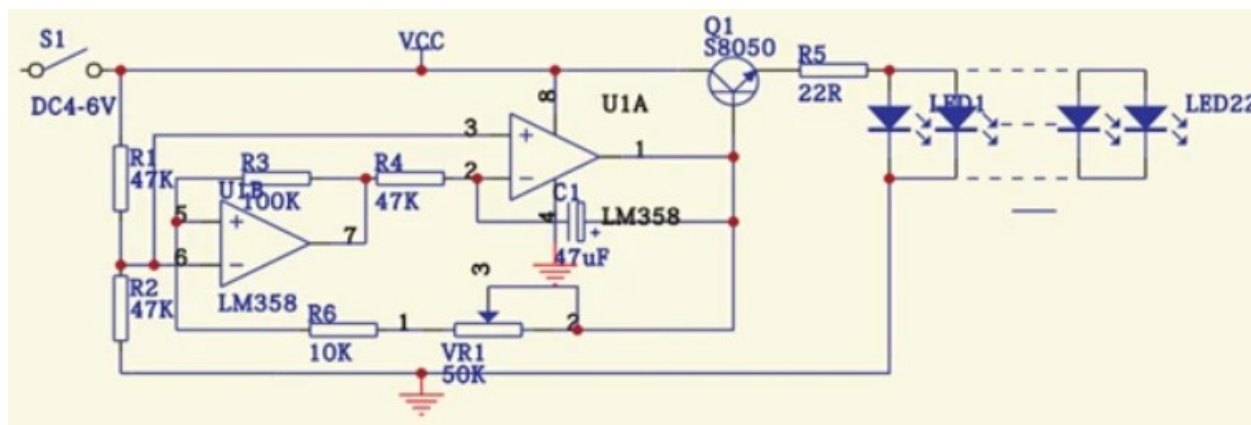 S1
DC4-6V
VCC
Q1
S8050
R5
22R
LED1
LED22
8
U1A
3
1
2
4
C1
LM358
47uF
R1
47K
R3
100K
R4
47K
U1B
5
7
6
LM358
R2
47K
R6
10K
1
3
2
VR1
50K